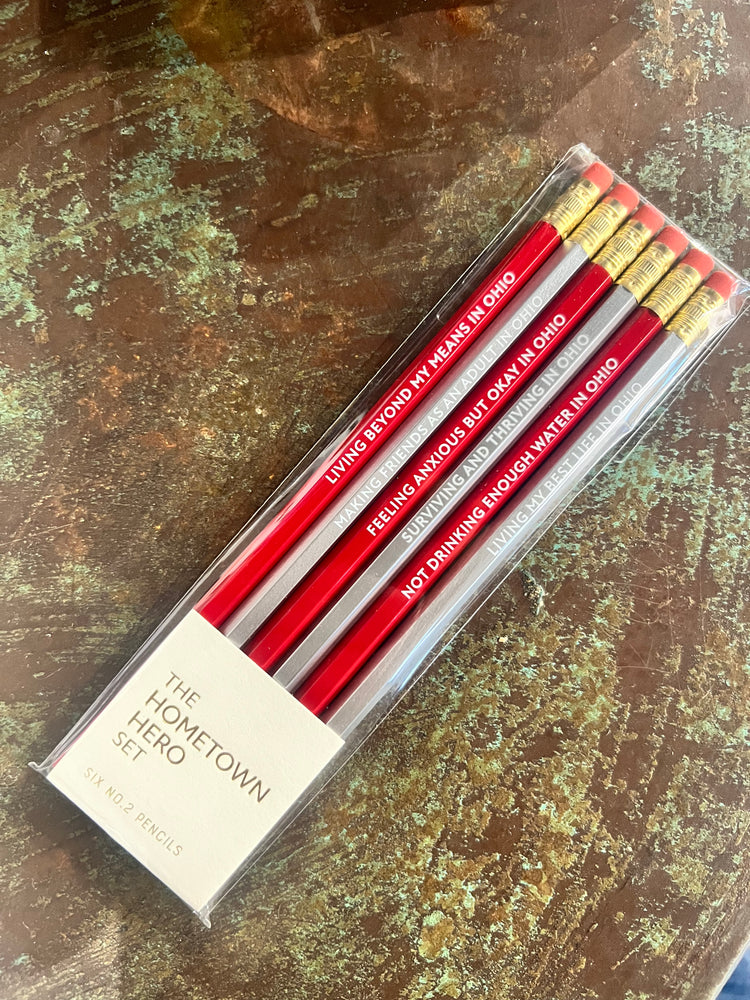 LIVING BEYOND MY MEANS IN OHIO
MAKING FRIENDS AS AN ADULT IN OHIO
FEELING ANXIOUS BUT OKAY IN OHIO
SURVIVING AND THRIVING IN OHIO
NOT DRINKING ENOUGH WATER IN OHIO
LIVING MY BEST LIFE IN OHIO
THE
HOMETOWN
HERO
SET
SIX NO.2 PENCILS